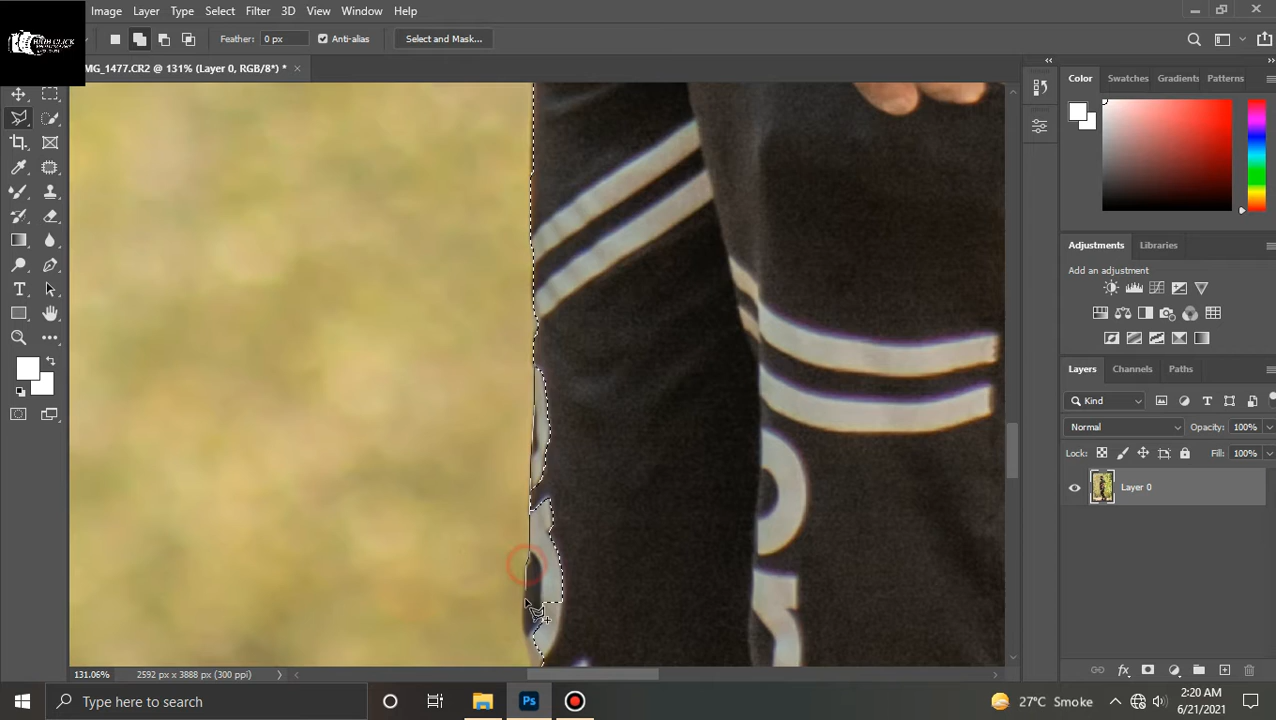 HIGH CLICK
Image Layer Type Select Filter 3D View Window Help
Feather: 0 px Anti-alias Select and Mask...
MG_1477.CR2 @ 131% (Layer 0, RGB/8*) * ×
Color Swatches Gradients Patterns
Adjustments Libraries
Add an adjustment
Layers Channels Paths
Kind
Normal Opacity: 100%
Lock: Fill: 100%
Layer 0
131.06% 2592 px x 3888 px (300 ppi)
Type here to search
Ps
27°C Smoke
2:20 AM
6/21/2021